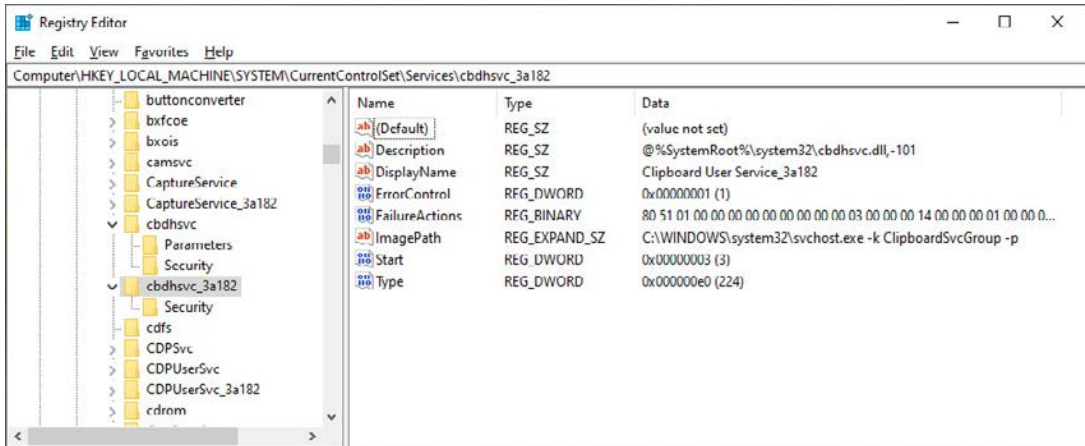 Registry Editor
File Edit View Favorites Help
Computer\HKEY_LOCAL_MACHINE\SYSTEM\CurrentControlSet\Services\cbdhsvc_3a182
buttonconverter
bxfcoe
bxois
camsvc
CaptureService
CaptureService_3a182
cbdhsvc
Parameters
Security
cbdhsvc_3a182
Security
cdfs
CDPSvc
CDPUserSvc
CDPUserSvc_3a182
cdrom
Name Type Data
(Default) REG_SZ (value not set)
Description REG_SZ @%SystemRoot%\system32\cbdhsvc.dll,-101
DisplayName REG_SZ Clipboard User Service_3a182
ErrorControl REG_DWORD 0x00000001 (1)
FailureActions REG_BINARY 80 51 01 00 00 00 00 00 00 00 00 00 03 00 00 00 14 00 00 00 01 00 00 0...
ImagePath REG_EXPAND_SZ C:\WINDOWS\system32\svchost.exe -k ClipboardSvcGroup -p
Start REG_DWORD 0x00000003 (3)
Type REG_DWORD 0x000000e0 (224)